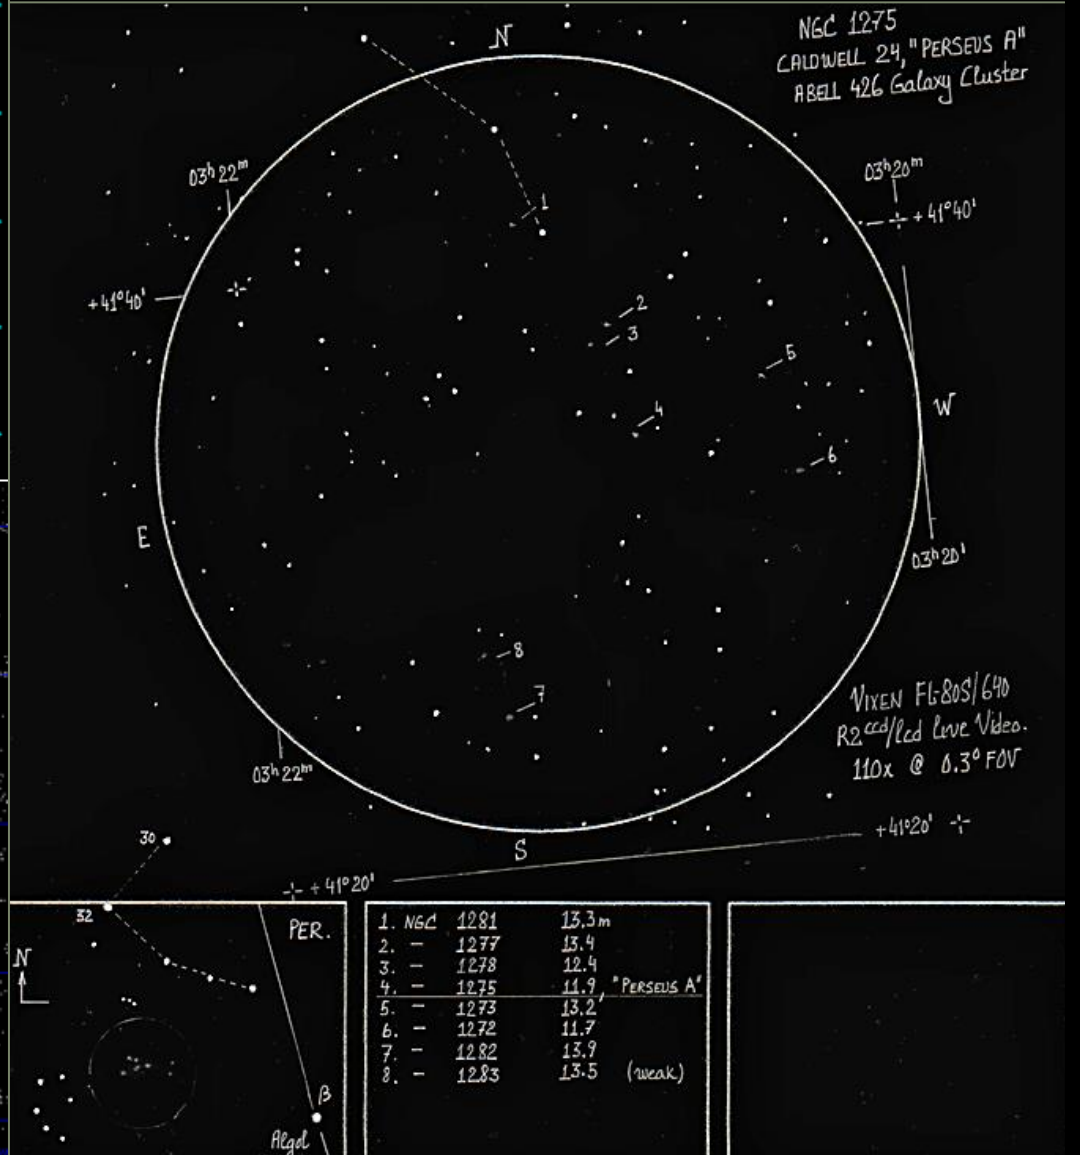 N
NGC 1275
CALDWELL 24, "PERSEUS A"
ABELL 426 Galaxy Cluster
03ʰ22ᵐ
03ʰ20ᵐ
+41°40'
1
+41°40'
2
3
5
4
W
6
E
03ʰ20'
8
7
VIXEN FL-80S/640
R2 ccd/lcd live Video.
110x @ 0.3° FOV
03ʰ22ᵐ
+41°20'
S
30
+41°20'
32
PER.
N
β
Algol
1. NGC 1281 13.3m
2. — 1277 13.4
3. — 1278 12.4
4. — 1275 11.9, "PERSEUS A"
5. — 1273 13.2
6. — 1272 11.7
7. — 1282 13.9
8. — 1283 13.5 (weak)